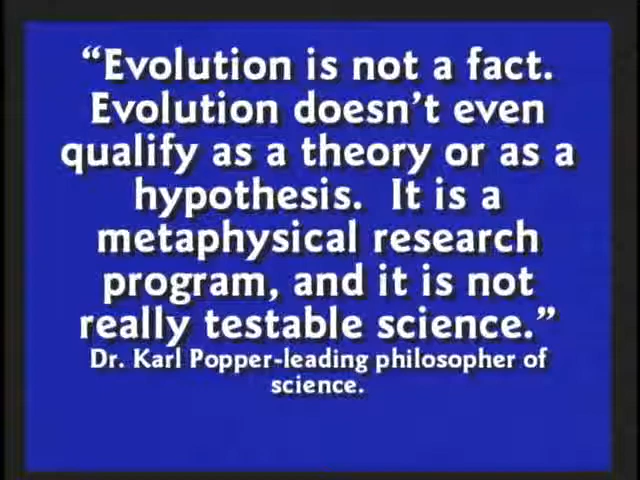 “Evolution is not a fact.
Evolution doesn’t even
qualify as a theory or as a
hypothesis. It is a
metaphysical research
program, and it is not
really testable science.”
Dr. Karl Popper-leading philosopher of
science.